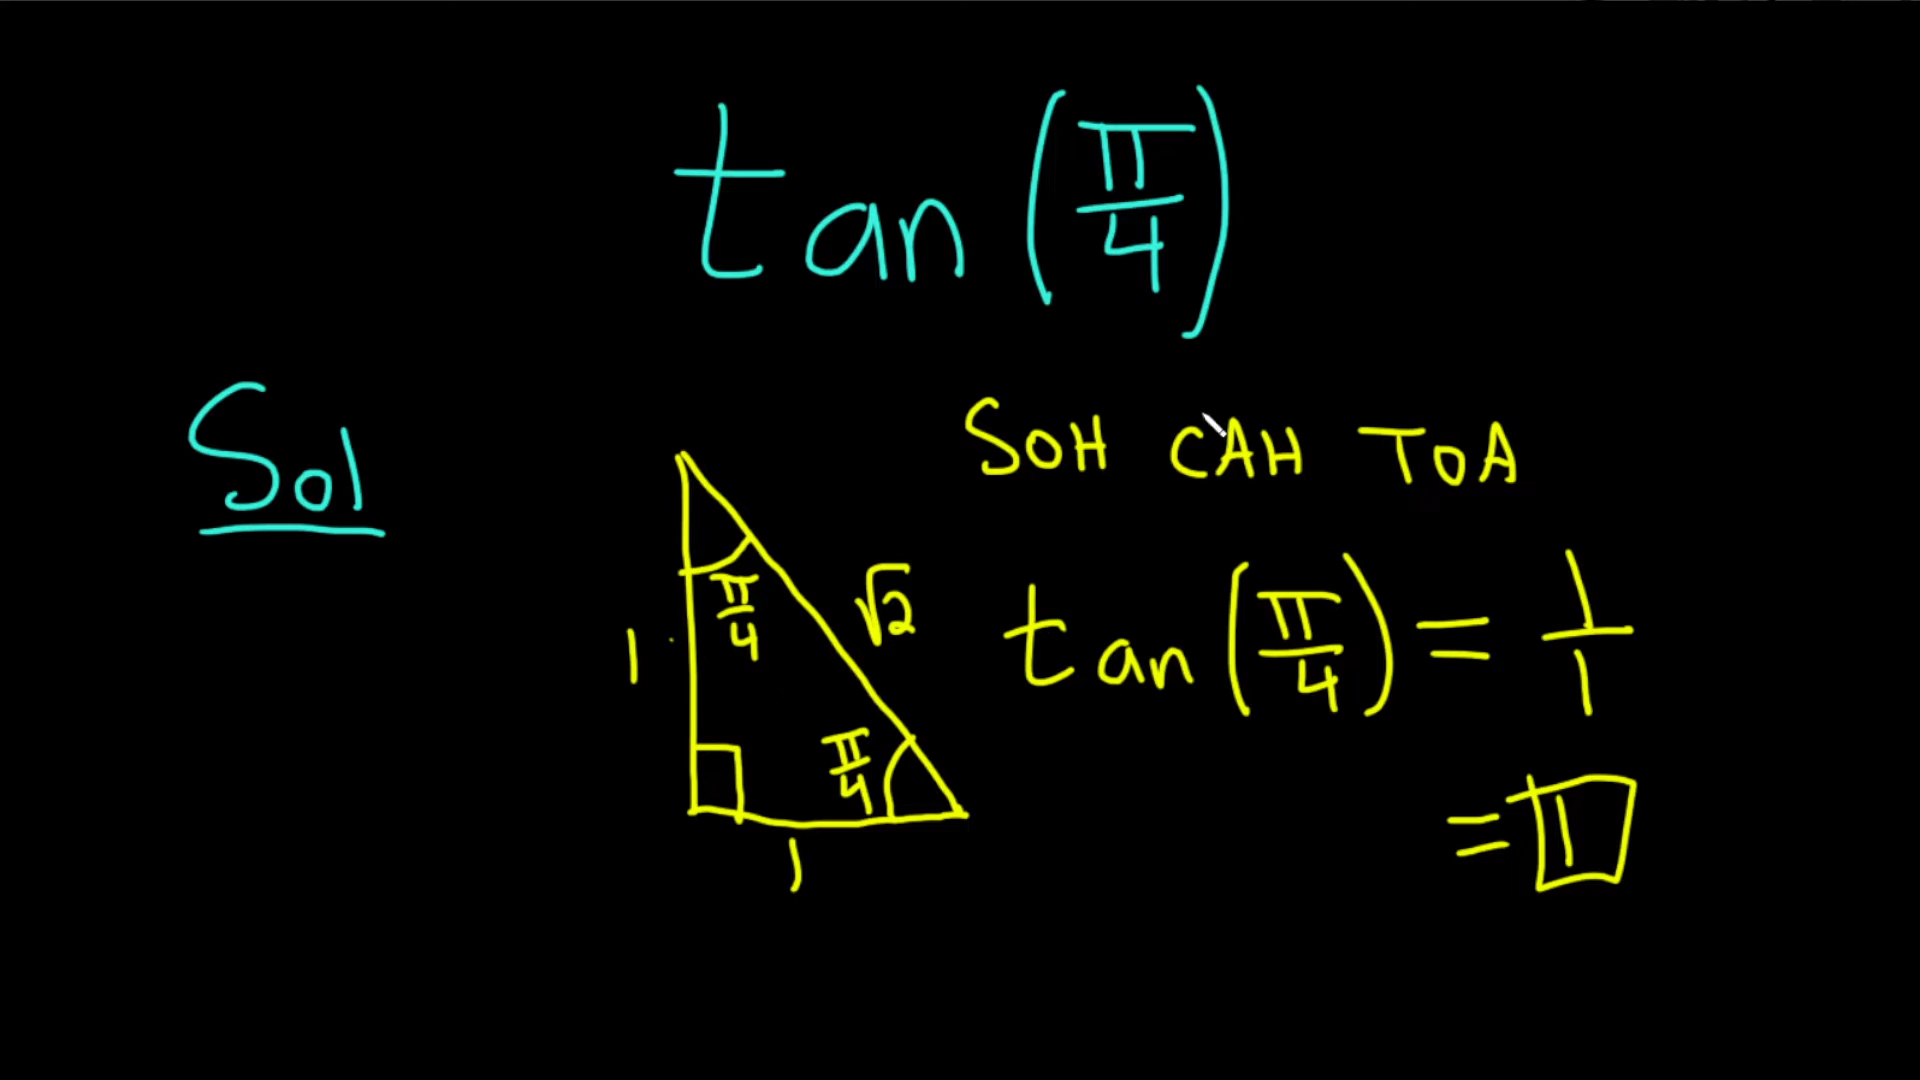 tan(π/4)
Sol
SOH CAH TOA
π/4
√2
1
tan(π/4) = 1/1
π/4
= 1
1